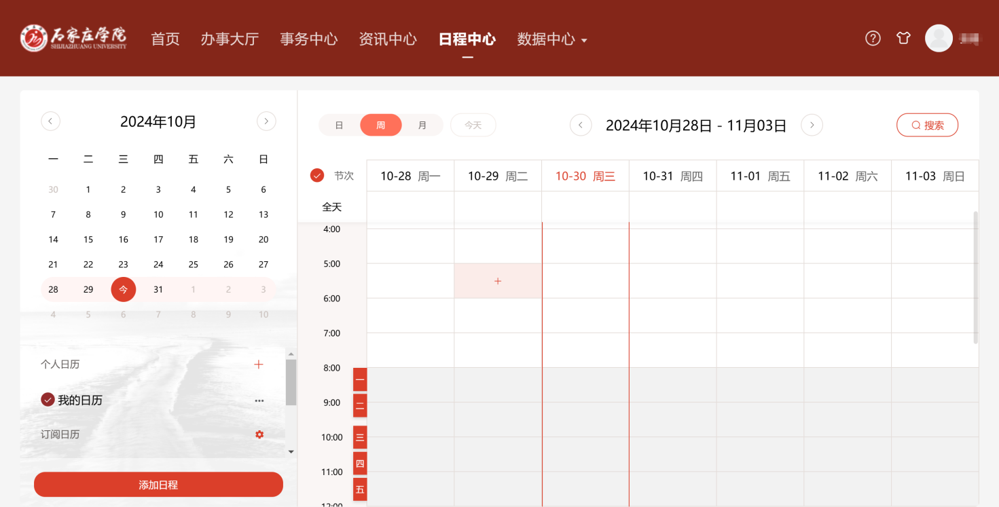 石家庄学院
SHIJIAZHUANG UNIVERSITY
首页 办事大厅 事务中心 资讯中心 日程中心 数据中心
2024年10月
一 二 三 四 五 六 日
30 1 2 3 4 5 6
7 8 9 10 11 12 13
14 15 16 17 18 19 20
21 22 23 24 25 26 27
28 29 今 31 1 2 3
4 5 6 7 8 9 10
个人日历
我的日历
订阅日历
添加日程
日 周 月 今天
2024年10月28日 - 11月03日
搜索
节次 10-28 周一 10-29 周二 10-30 周三 10-31 周四 11-01 周五 11-02 周六 11-03 周日
全天
4:00
5:00
6:00
7:00
8:00
一
9:00
二
10:00
三
四
11:00
五
12:00